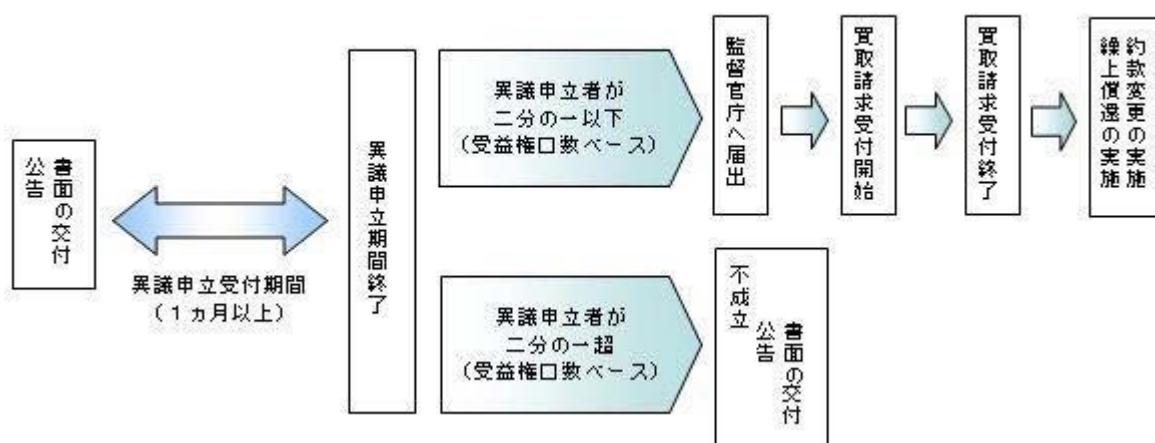 書面の交付
公告
異議申立受付期間
(1ヵ月以上)
異議申立期間終了
異議申立者が
二分の一以下
(受益権口数ベース)
監督官庁へ届出
買取請求受付開始
買取請求受付終了
約款変更の実施
繰上償還の実施
異議申立者が
二分の一超
(受益権口数ベース)
不成立
書面の交付
公告